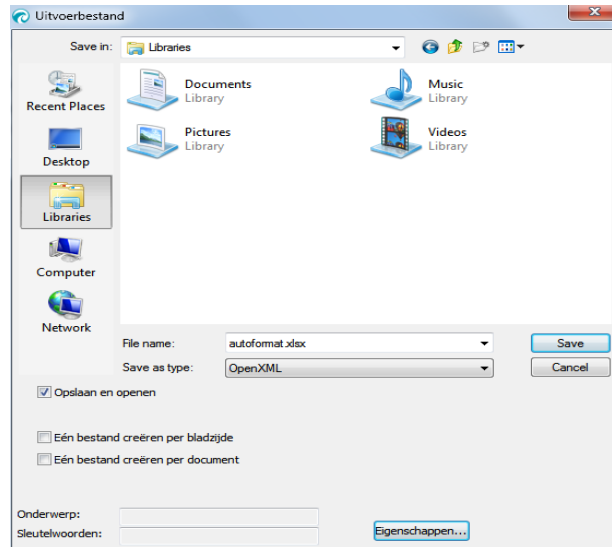 Uitvoerbestand
Save in: Libraries
Recent Places
Desktop
Libraries
Computer
Network
Documents
Library
Music
Library
Pictures
Library
Videos
Library
File name: autoformat.xlsx Save
Save as type: OpenXML Cancel
Opslaan en openen
Eén bestand creëren per bladzijde
Eén bestand creëren per document
Onderwerp:
Sleutelwoorden: Eigenschappen...